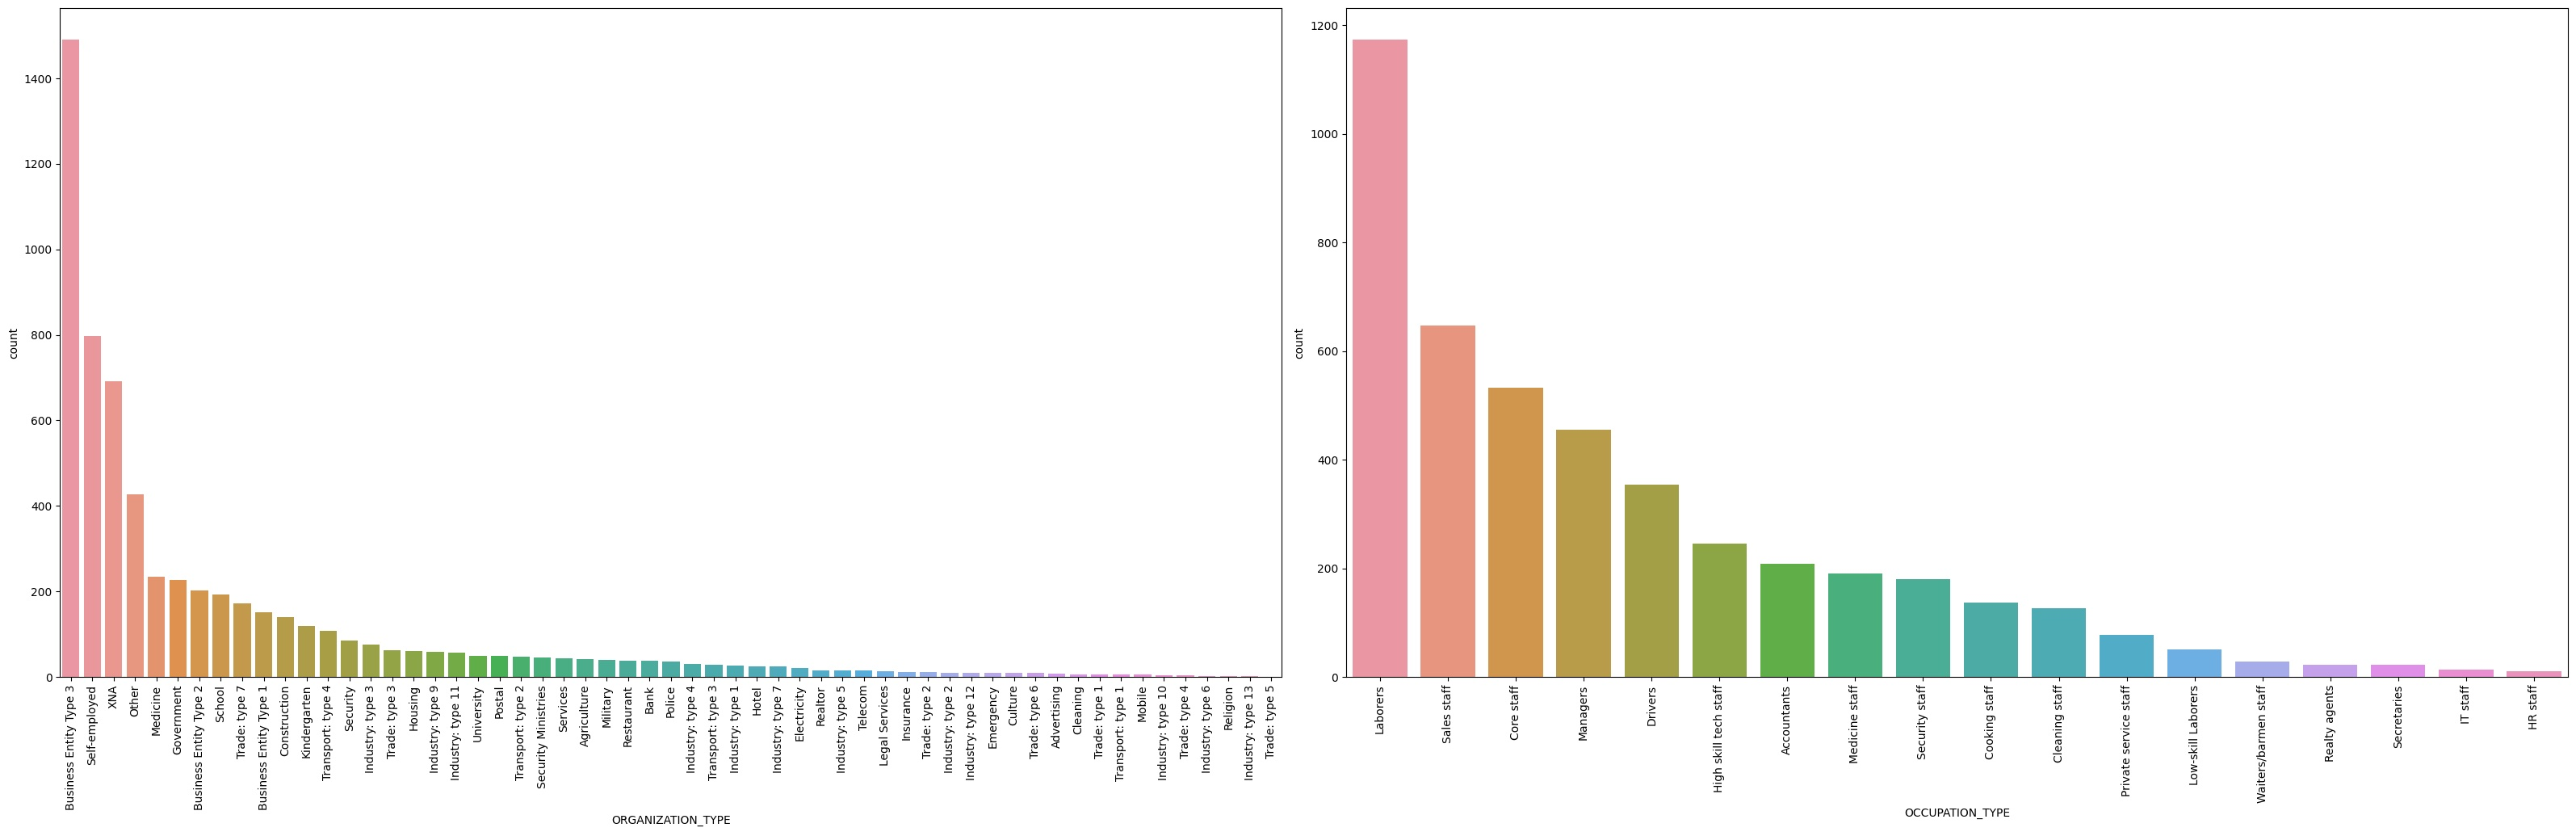 count
1400
1200
1000
800
600
400
200
0
Business Entity Type 3
Self-employed
XNA
Other
Medicine
Government
Business Entity Type 2
School
Trade: type 7
Business Entity Type 1
Construction
Kindergarten
Transport: type 4
Security
Industry: type 3
Trade: type 3
Housing
Industry: type 9
Industry: type 11
University
Postal
Transport: type 2
Security Ministries
Services
Agriculture
Military
Restaurant
Bank
Police
Industry: type 4
Transport: type 3
Industry: type 1
Hotel
Industry: type 7
Electricity
Realtor
Industry: type 5
Telecom
Legal Services
Insurance
Trade: type 2
Industry: type 2
Industry: type 12
Emergency
Culture
Trade: type 6
Advertising
Cleaning
Trade: type 1
Transport: type 1
Mobile
Industry: type 10
Trade: type 4
Industry: type 6
Religion
Industry: type 13
Trade: type 5
ORGANIZATION_TYPE
count
1200
1000
800
600
400
200
0
Laborers
Sales staff
Core staff
Managers
Drivers
High skill tech staff
Accountants
Medicine staff
Security staff
Cooking staff
Cleaning staff
Private service staff
Low-skill Laborers
Waiters/barmen staff
Realty agents
Secretaries
IT staff
HR staff
OCCUPATION_TYPE